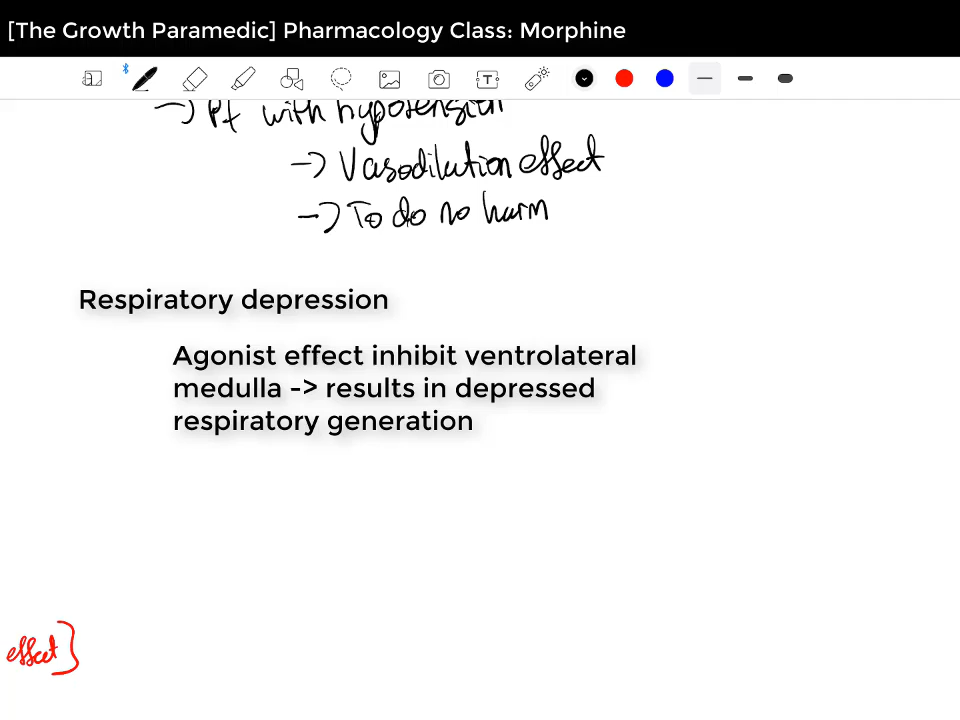 [The Growth Paramedic] Pharmacology Class: Morphine
-> Pt with hypotension
-> Vasodilution effect
-> To do no harm
Respiratory depression
Agonist effect inhibit ventrolateral
medulla -> results in depressed
respiratory generation
effect}